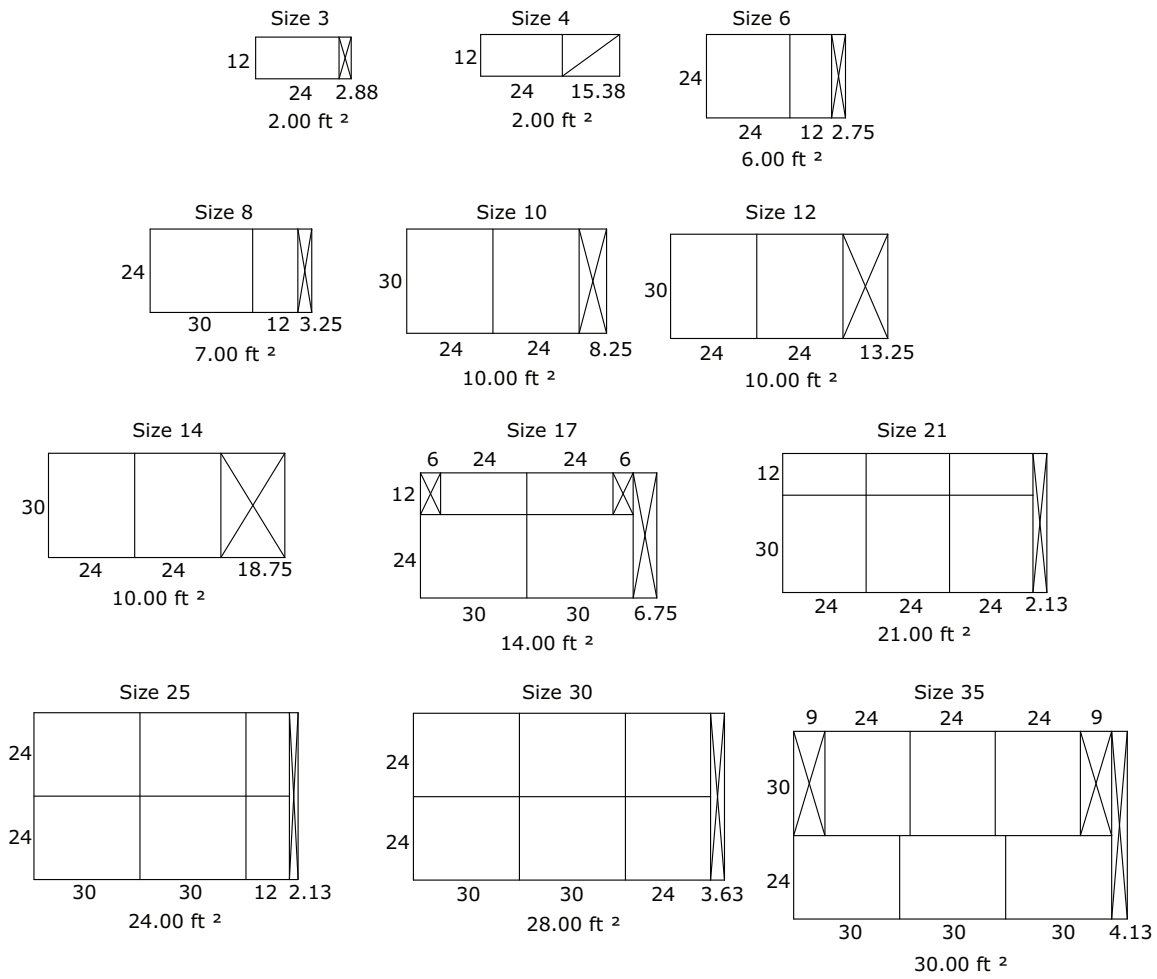 Size 3
12
24 2.88
2.00 ft ²
Size 4
12
24 15.38
2.00 ft ²
Size 6
24
24 12 2.75
6.00 ft ²
Size 8
24
30 12 3.25
7.00 ft ²
Size 10
30
24 24 8.25
10.00 ft ²
Size 12
30
24 24 13.25
10.00 ft ²
Size 14
30
24 24 18.75
10.00 ft ²
Size 17
6 24 24 6
12
24
30 30 6.75
14.00 ft ²
Size 21
12
30
24 24 24 2.13
21.00 ft ²
Size 25
24
24
30 30 12 2.13
24.00 ft ²
Size 30
24
24
30 30 24 3.63
28.00 ft ²
Size 35
9 24 24 24 9
30
24
30 30 30 4.13
30.00 ft ²